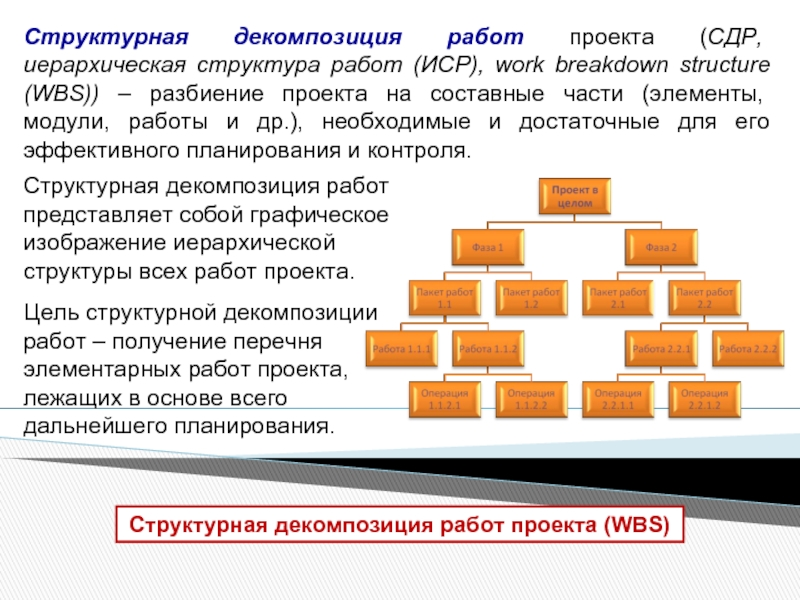 Структурная декомпозиция работ проекта (СДР,
иерархическая структура работ (ИСР), work breakdown structure
(WBS)) – разбиение проекта на составные части (элементы,
модули, работы и др.), необходимые и достаточные для его
эффективного планирования и контроля.
Структурная декомпозиция работ
представляет собой графическое
изображение иерархической
структуры всех работ проекта.
Цель структурной декомпозиции
работ – получение перечня
элементарных работ проекта,
лежащих в основе всего
дальнейшего планирования.
Проект в
целом
Фаза 1
Фаза 2
Пакет работ
1.1
Пакет работ
1.2
Пакет работ
2.1
Пакет работ
2.2
Работа 1.1.1
Работа 1.1.2
Работа 2.2.1
Работа 2.2.2
Операция
1.1.2.1
Операция
1.1.2.2
Операция
2.2.1.1
Операция
2.2.1.2
Структурная декомпозиция работ проекта (WBS)